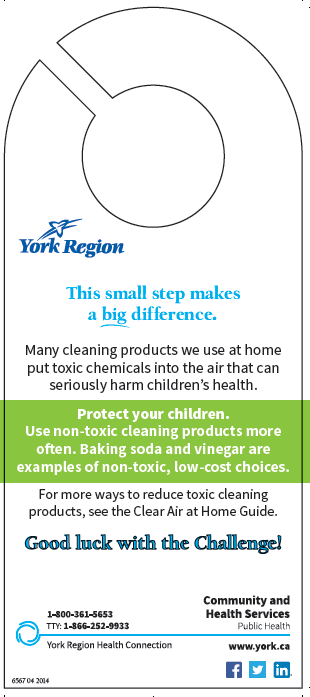 York Region
This small step makes
a big difference.
Many cleaning products we use at home
put toxic chemicals into the air that can
seriously harm children's health.
Protect your children.
Use non-toxic cleaning products more
often. Baking soda and vinegar are
examples of non-toxic, low-cost choices.
For more ways to reduce toxic cleaning
products, see the Clear Air at Home Guide.
Good luck with the Challenge!
1-800-361-5653
TTY: 1-866-252-9933
York Region Health Connection
Community and
Health Services
Public Health
www.york.ca
f in
6567 04 2014